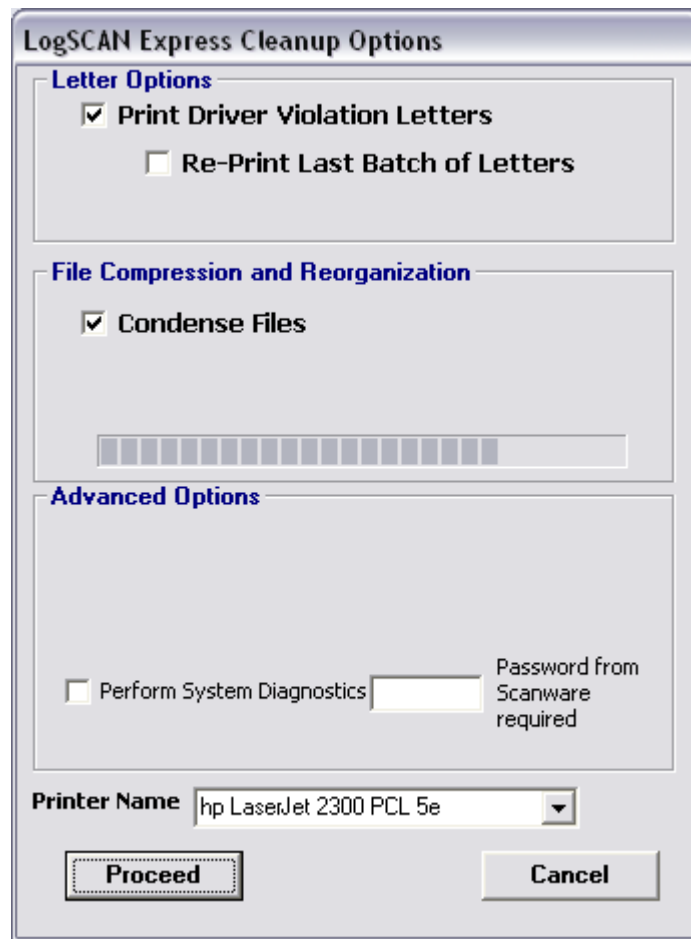 LogSCAN Express Cleanup Options
Letter Options
Print Driver Violation Letters
Re-Print Last Batch of Letters
File Compression and Reorganization
Condense Files
Advanced Options
Perform System Diagnostics
Password from
Scanware
required
Printer Name
hp LaserJet 2300 PCL 5e
Proceed
Cancel